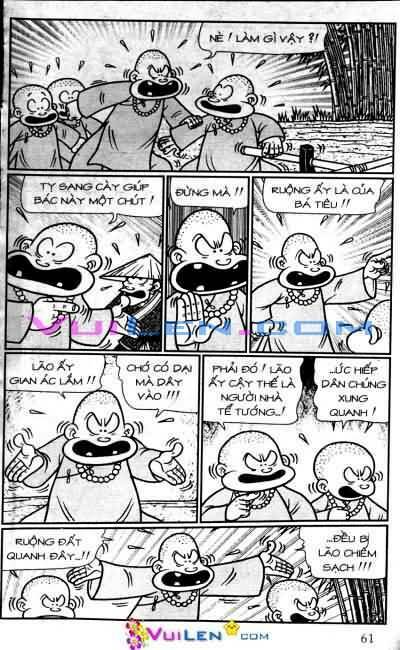 NÈ ! LÀM GÌ VẬY ?!
TY SANG CÀY GIÚP
BÁC NÀY MỘT CHÚT !
ĐỪNG MÀ !!
RUỘNG ẤY LÀ CỦA
BÁ TIÊU !!
VUILEN.COM
LÃO ẤY
GIAN ÁC LẮM !!
CHỚ CÓ DẠI
MÀ DÂY
VÀO !!!
PHẢI ĐÓ ! LÃO
ẤY CẬY THẾ LÀ
NGƯỜI NHÀ
TỂ TƯỚNG..!
..ỨC HIẾP
DÂN CHÚNG
XUNG
QUANH !
RUỘNG ĐẤT
QUANH ĐÂY..!!
..ĐỀU BỊ
LÃO CHIẾM
SẠCH !!!
VUILEN.COM
61